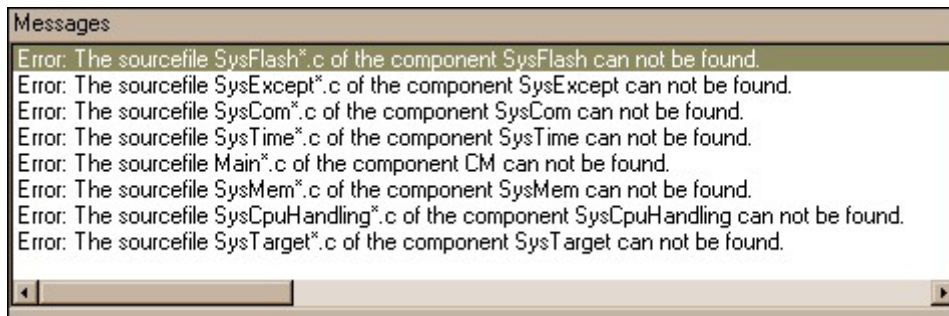 Messages
Error: The sourcefile SysFlash*.c of the component SysFlash can not be found.
Error: The sourcefile SysExcept*.c of the component SysExcept can not be found.
Error: The sourcefile SysCom*.c of the component SysCom can not be found.
Error: The sourcefile SysTime*.c of the component SysTime can not be found.
Error: The sourcefile Main*.c of the component CM can not be found.
Error: The sourcefile SysMem*.c of the component SysMem can not be found.
Error: The sourcefile SysCpuHandling*.c of the component SysCpuHandling can not be found.
Error: The sourcefile SysTarget*.c of the component SysTarget can not be found.